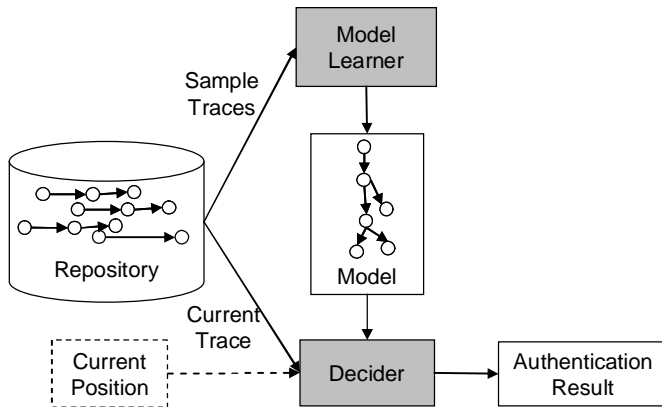 Model
Learner
Sample
Traces
Repository
Model
Current
Trace
Current
Position
Decider
Authentication
Result